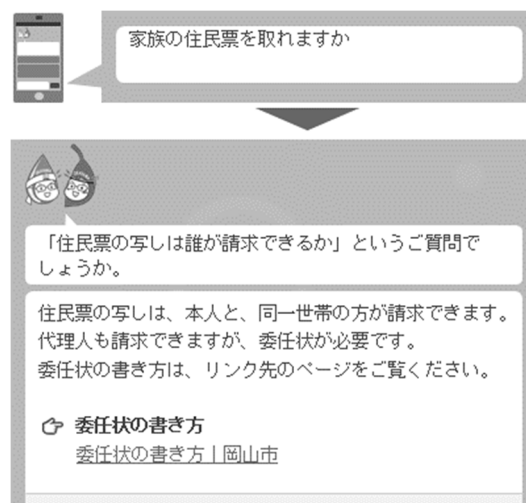 家族の住民票を取れますか
「住民票の写しは誰が請求できるか」というご質問で
しょうか。
住民票の写しは、本人と、同一世帯の方が請求できます。
代理人も請求できますが、委任状が必要です。
委任状の書き方は、リンク先のページをご覧ください。
委任状の書き方
委任状の書き方 | 岡山市